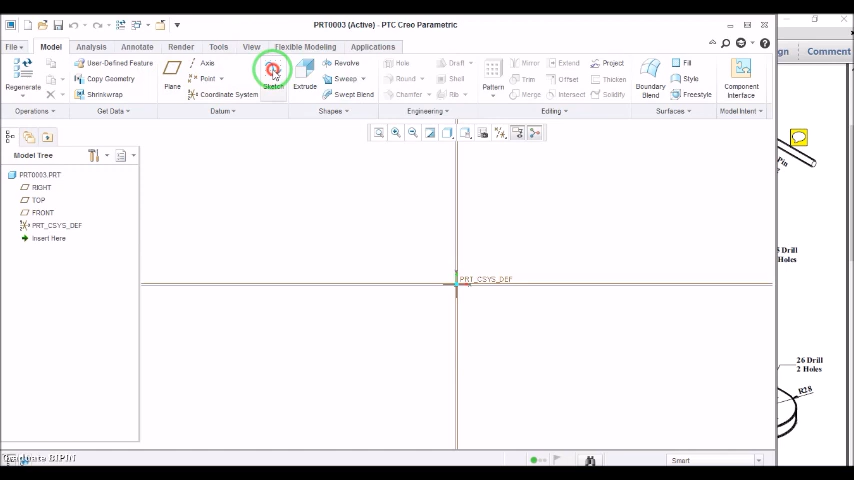 PRT0003 (Active) - PTC Creo Parametric
File Model Analysis Annotate Render Tools View Flexible Modeling Applications
Regenerate User-Defined Feature Copy Geometry Shrinkwrap Plane Axis Point Coordinate System Sketch Extrude Revolve Sweep Swept Blend Hole Round Chamfer Draft Shell Rib Pattern Mirror Trim Merge Extend Offset Intersect Project Thicken Solidify Boundary Blend Fill Style Freestyle Component Interface
Operations Get Data Datum Shapes Engineering Editing Surfaces Model Intent
Model Tree
PRT0003.PRT
RIGHT
TOP
FRONT
PRT_CSYS_DEF
Insert Here
PRT_CSYS_DEF
Graduate BIPIN
Smart
Comment
Pin
Drill
Holes
26 Drill
2 Holes
R28